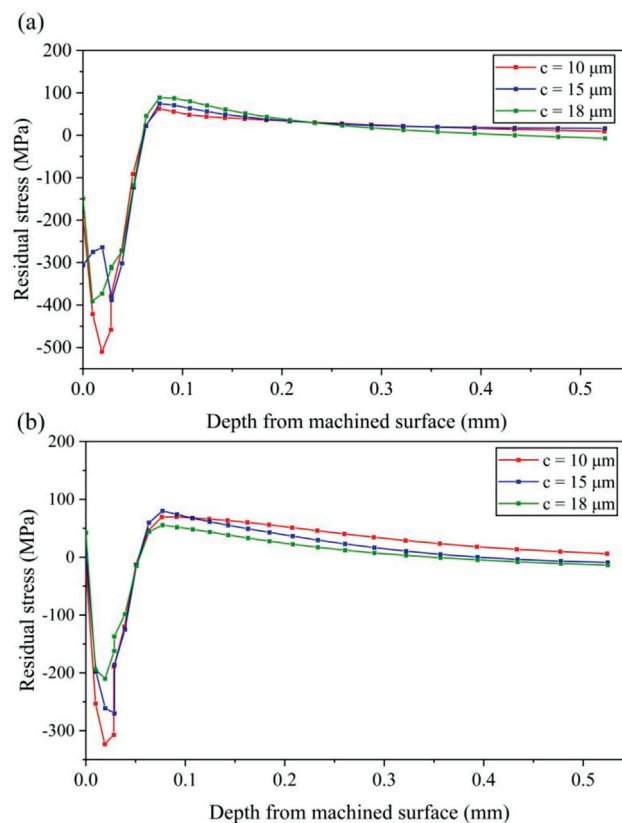 (a)
200
100
0
-100
-200
-300
-400
-500
Residual stress (MPa)
c = 10 μm
c = 15 μm
c = 18 μm
0.0 0.1 0.2 0.3 0.4 0.5
Depth from machined surface (mm)
(b)
200
100
0
-100
-200
-300
Residual stress (MPa)
c = 10 μm
c = 15 μm
c = 18 μm
0.0 0.1 0.2 0.3 0.4 0.5
Depth from machined surface (mm)